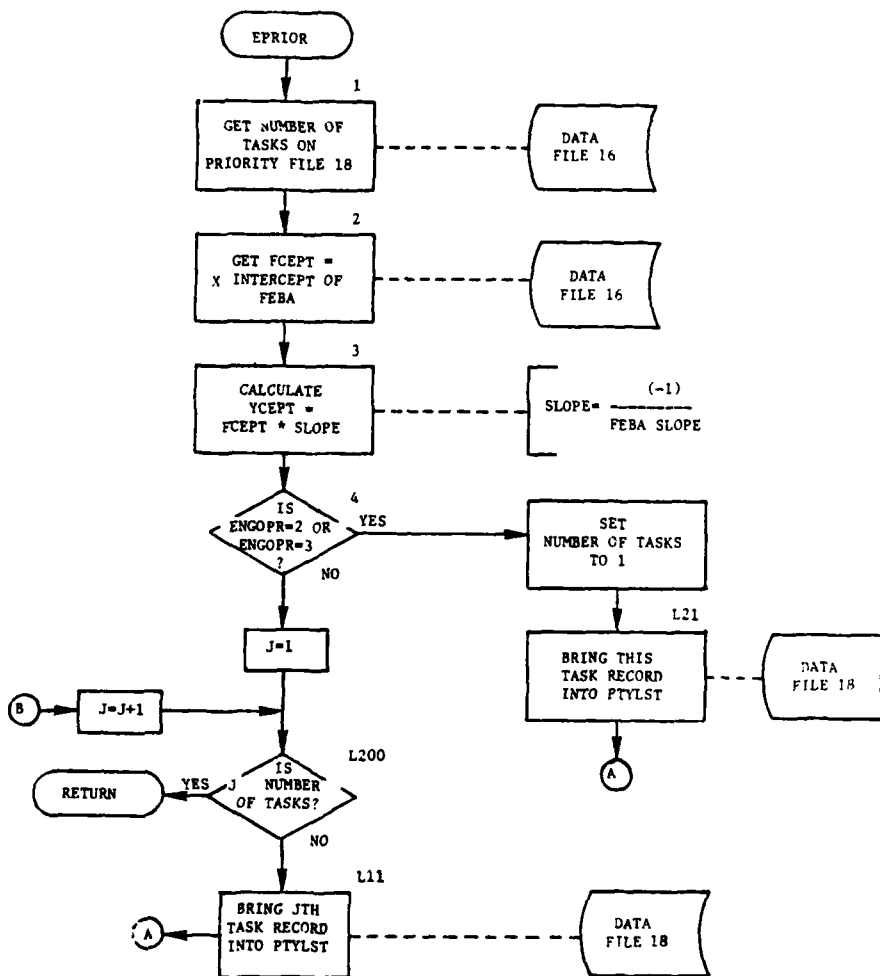 EPRIOR
1
GET NUMBER OF
TASKS ON
PRIORITY FILE 18
DATA
FILE 16
2
GET FCEPT =
X INTERCEPT OF
FEBA
DATA
FILE 16
3
CALCULATE
YCEPT =
FCEPT * SLOPE
SLOPE= (-1)
FEBA SLOPE
4
IS
ENGOPR=2 OR
ENGOPR=3
?
YES
NO
SET
NUMBER OF TASKS
TO 1
L21
BRING THIS
TASK RECORD
INTO PTYLST
DATA
FILE 18
A
J=1
B
J=J+1
L200
IS
J NUMBER
OF TASKS?
YES
RETURN
NO
L11
BRING JTH
TASK RECORD
INTO PTYLST
A
DATA
FILE 18